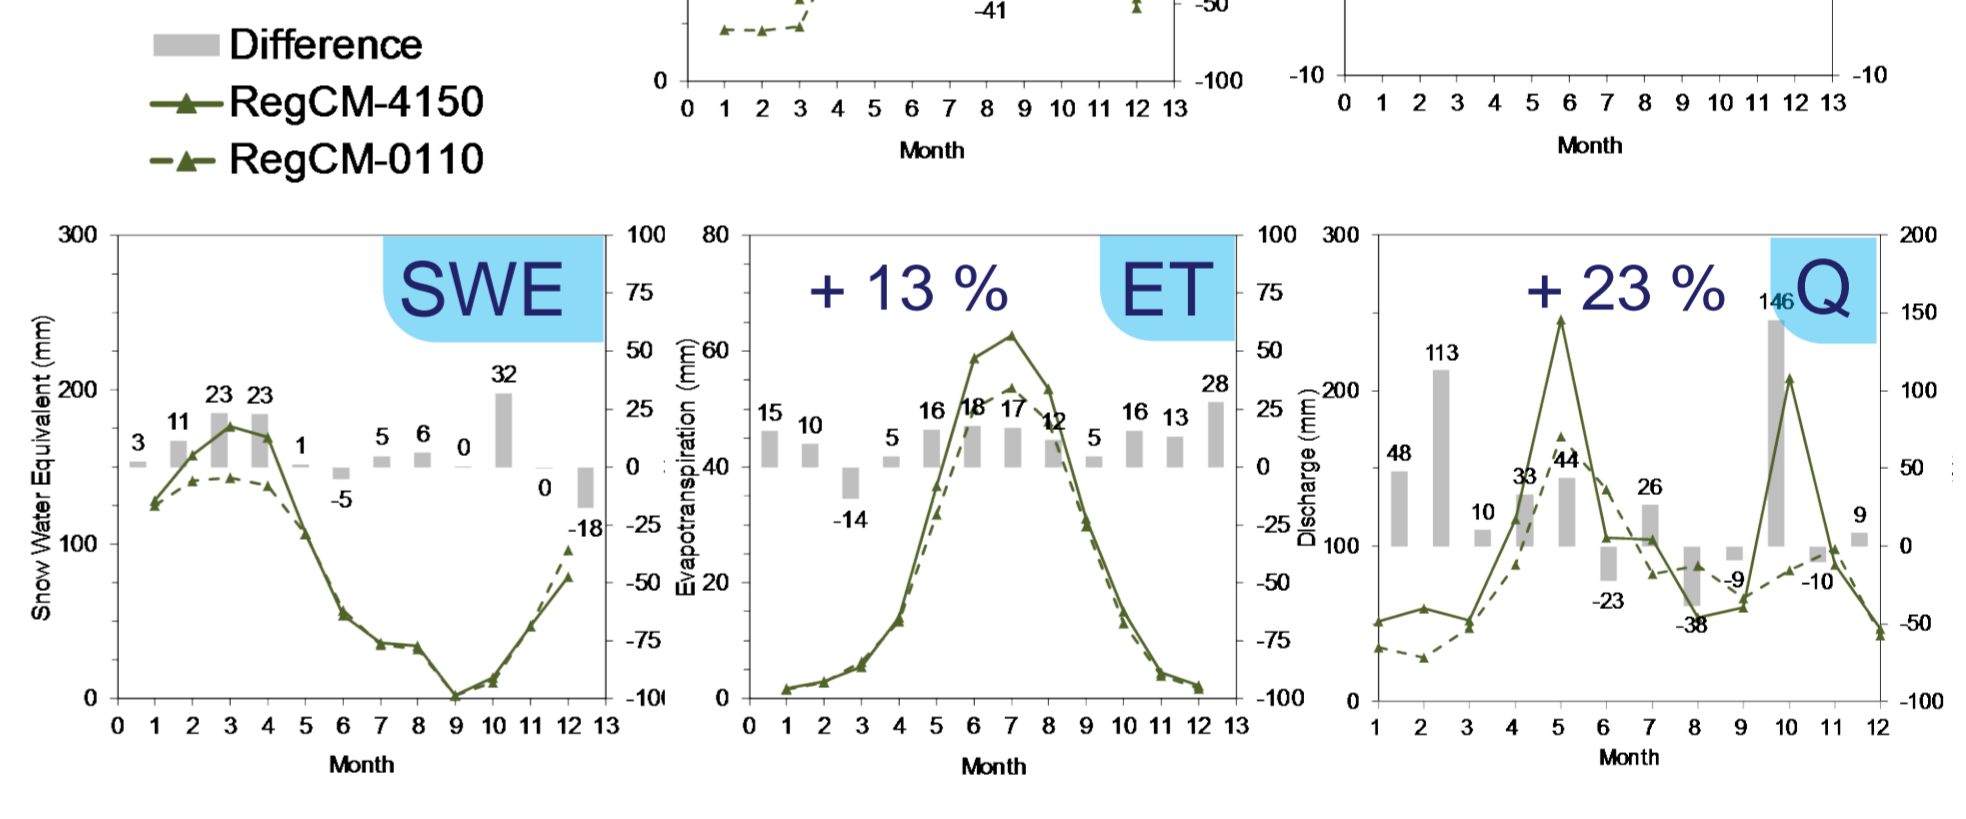 Difference
RegCM-4150
RegCM-0110
-41
-50
0
-100
0 1 2 3 4 5 6 7 8 9 10 11 12 13
Month
-10
-10
0 1 2 3 4 5 6 7 8 9 10 11 12 13
Month
SWE
Snow Water Equivalent (mm)
300
200
100
0
100
75
50
25
0
-25
-50
-75
3 11 23 23 1 -5 5 6 0 32 0 -18
0 1 2 3 4 5 6 7 8 9 10 11 12 13
Month
+ 13 %
ET
Evapotranspiration (mm)
80
60
40
20
0
100
75
50
25
0
-25
-50
-75
-100
15 10 -14 5 16 18 17 12 5 16 13 28
0 1 2 3 4 5 6 7 8 9 10 11 12 13
Month
+ 23 %
Q
Discharge (mm)
300
200
100
0
200
150
100
50
0
-50
-100
48 113 10 33 44 -23 26 -38 -9 146 -10 9
1 2 3 4 5 6 7 8 9 10 11 12
Month